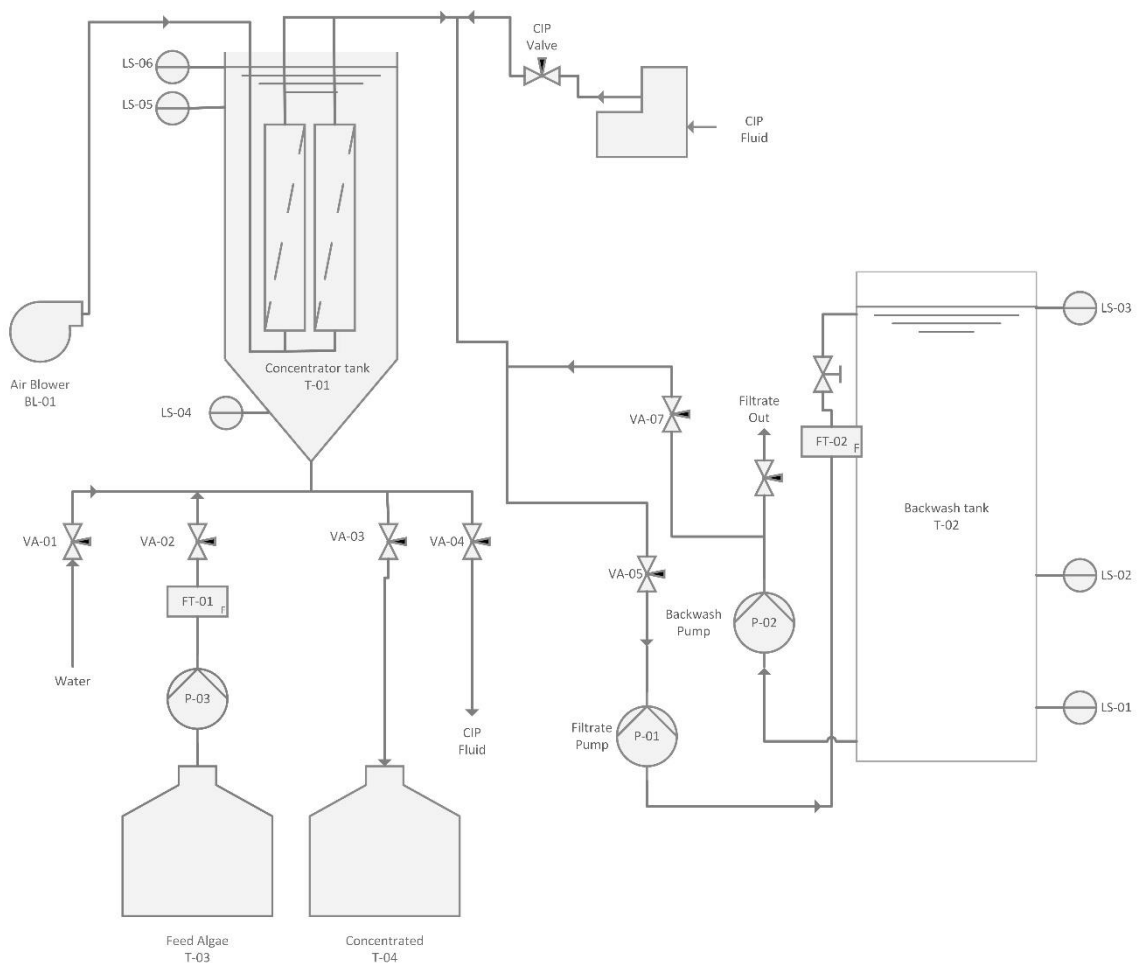 CIP
Valve
LS-06
LS-05
CIP
Fluid
Air Blower
BL-01
Concentrator tank
T-01
LS-04
LS-03
VA-07
Filtrate
Out
FT-02
F
Backwash tank
T-02
VA-01
VA-02
VA-03
VA-04
VA-05
LS-02
FT-01
F
Backwash
Pump
P-02
Water
P-03
CIP
Fluid
Filtrate
Pump
P-01
LS-01
Feed Algae
T-03
Concentrated
T-04